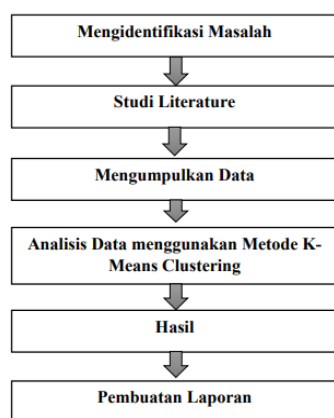 Mengidentifikasi Masalah
Studi Literature
Mengumpulkan Data
Analisis Data menggunakan Metode K-
Means Clustering
Hasil
Pembuatan Laporan